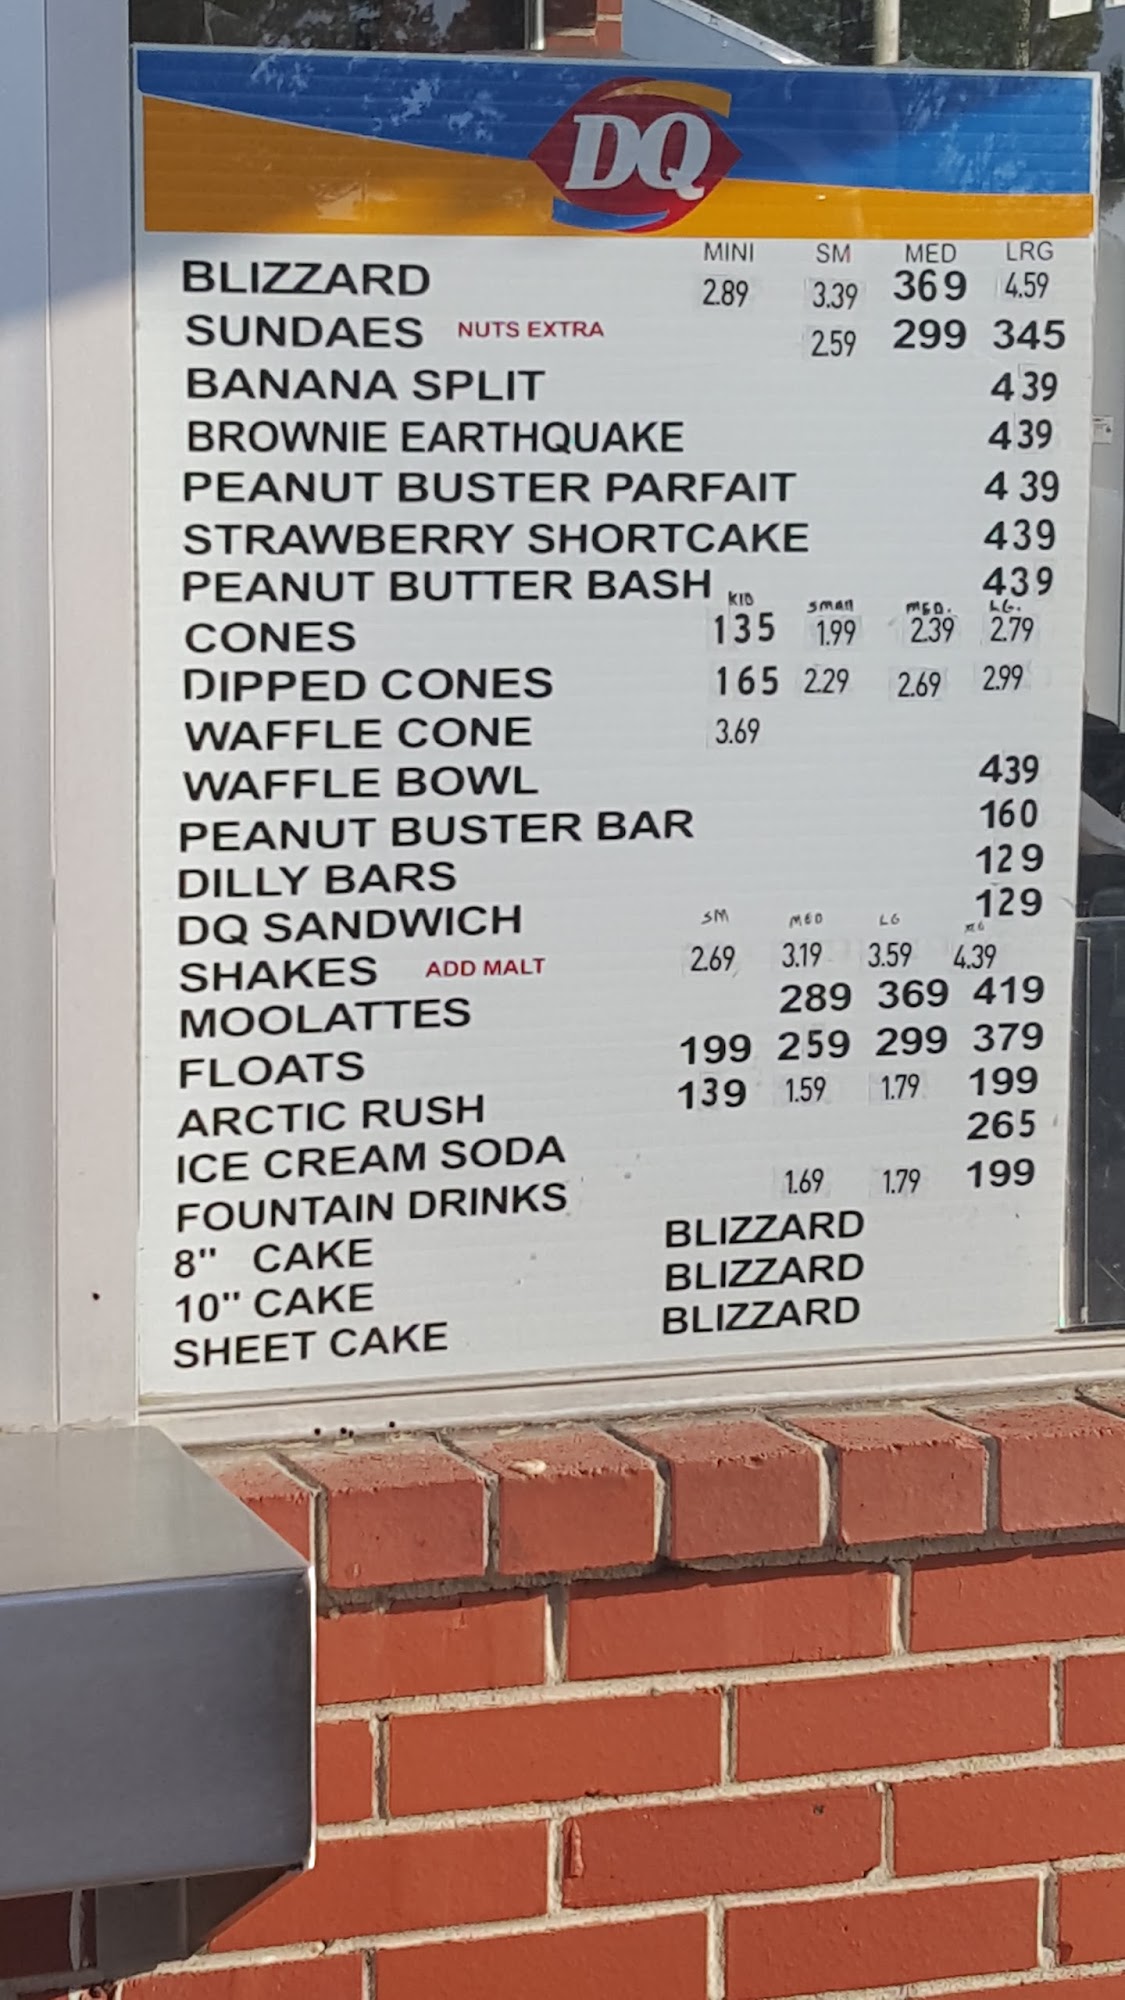 DQ
MINI SM MED LRG
BLIZZARD 2.89 3.39 369 4.59
SUNDAES NUTS EXTRA 2.59 299 345
BANANA SPLIT 439
BROWNIE EARTHQUAKE 439
PEANUT BUSTER PARFAIT 439
STRAWBERRY SHORTCAKE 439
PEANUT BUTTER BASH 439
KID SMALL MED. LG.
CONES 135 1.99 2.39 2.79
DIPPED CONES 165 2.29 2.69 2.99
WAFFLE CONE 3.69
WAFFLE BOWL 439
PEANUT BUSTER BAR 160
DILLY BARS 129
DQ SANDWICH 129
SM MED LG
SHAKES ADD MALT 2.69 3.19 3.59 4.39
MOOLATTES 289 369 419
FLOATS 199 259 299 379
ARCTIC RUSH 139 1.59 1.79 199
ICE CREAM SODA 265
FOUNTAIN DRINKS 1.69 1.79 199
8" CAKE BLIZZARD
10" CAKE BLIZZARD
SHEET CAKE BLIZZARD